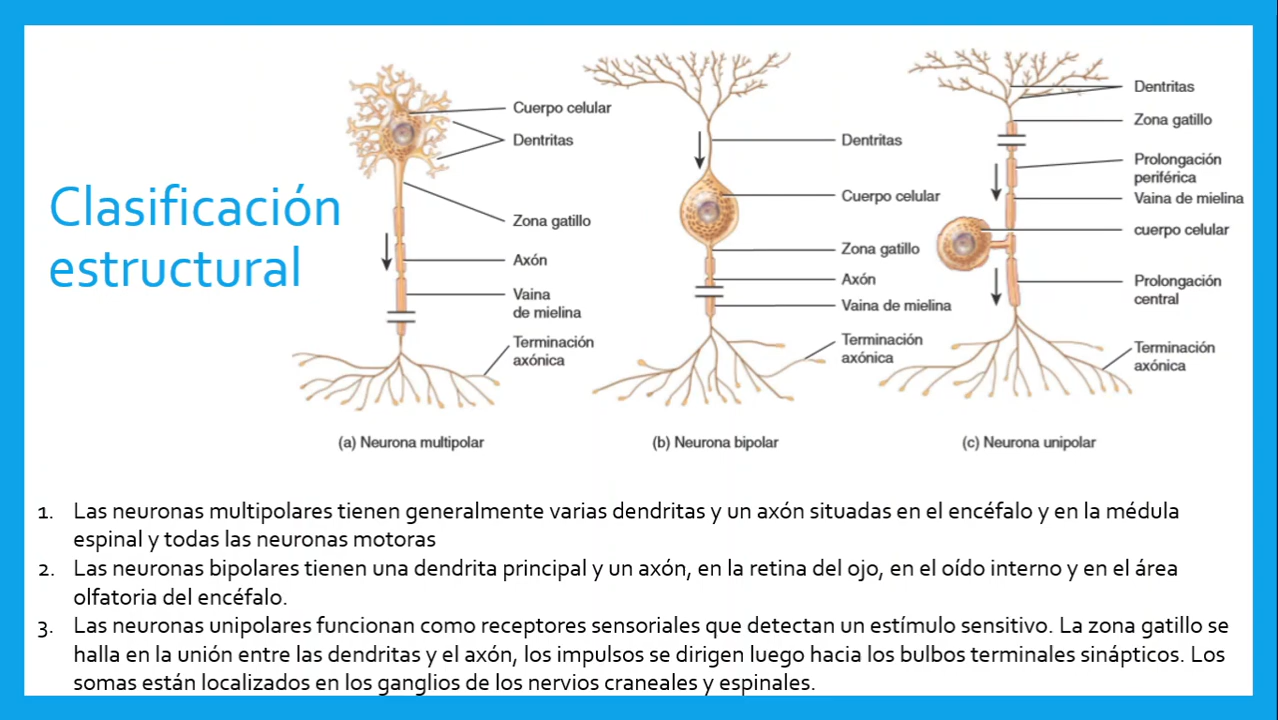 Clasificación
estructural
Cuerpo celular
Dentritas
Zona gatillo
Axón
Vaina
de mielina
Terminación
axónica
(a) Neurona multipolar
Dentritas
Cuerpo celular
Zona gatillo
Axón
Vaina de mielina
Terminación
axónica
(b) Neurona bipolar
Dentritas
Zona gatillo
Prolongación
periférica
Vaina de mielina
cuerpo celular
Prolongación
central
Terminación
axónica
(c) Neurona unipolar
1. Las neuronas multipolares tienen generalmente varias dendritas y un axón situadas en el encéfalo y en la médula
espinal y todas las neuronas motoras
2. Las neuronas bipolares tienen una dendrita principal y un axón, en la retina del ojo, en el oído interno y en el área
olfatoria del encéfalo.
3. Las neuronas unipolares funcionan como receptores sensoriales que detectan un estímulo sensitivo. La zona gatillo se
halla en la unión entre las dendritas y el axón, los impulsos se dirigen luego hacia los bulbos terminales sinápticos. Los
somas están localizados en los ganglios de los nervios craneales y espinales.